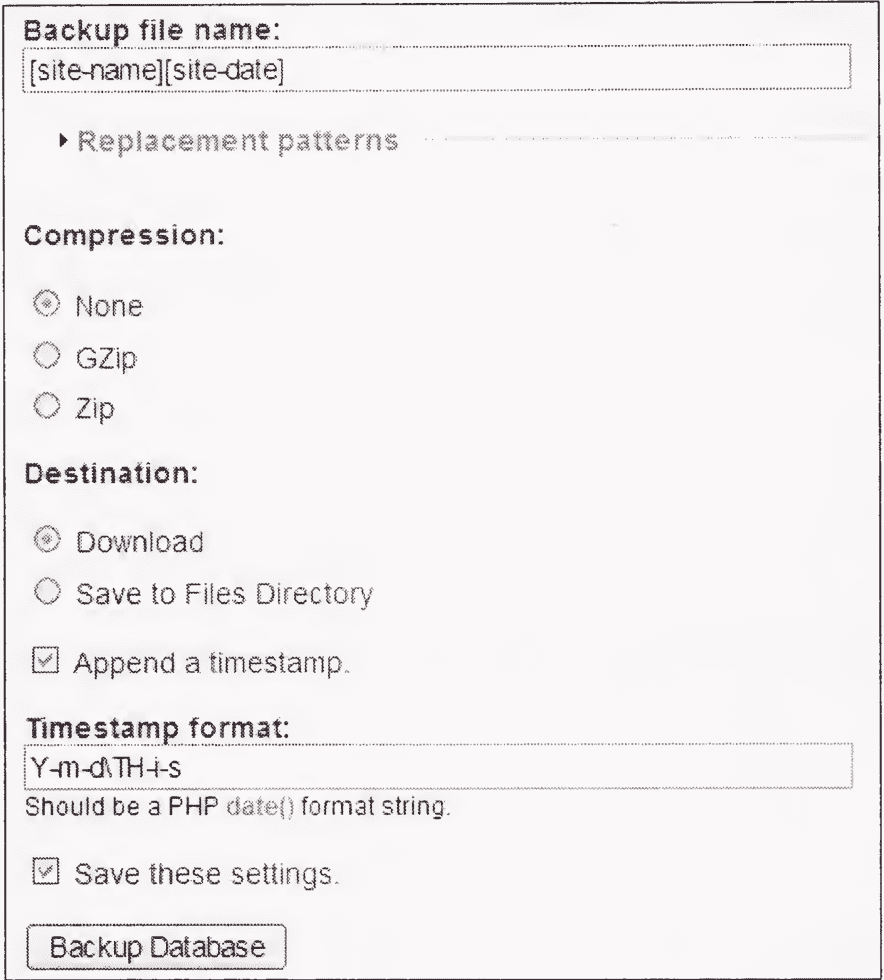 Backup file name:
[site-name][site-date]
Replacement patterns
Compression:
None
GZip
Zip
Destination:
Download
Save to Files Directory
Append a timestamp.
Timestamp format:
Y-m-d\TH-i-s
Should be a PHP date() format string.
Save these settings.
Backup Database